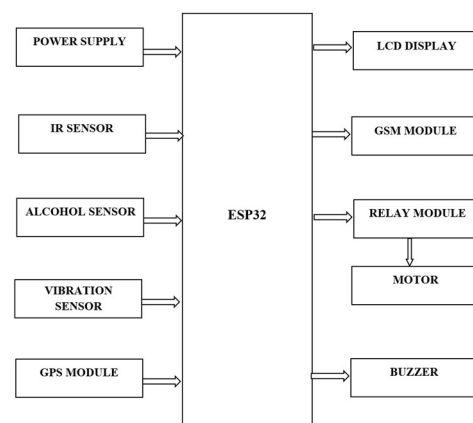 POWER SUPPLY
IR SENSOR
ALCOHOL SENSOR
VIBRATION
SENSOR
GPS MODULE
ESP32
LCD DISPLAY
GSM MODULE
RELAY MODULE
MOTOR
BUZZER